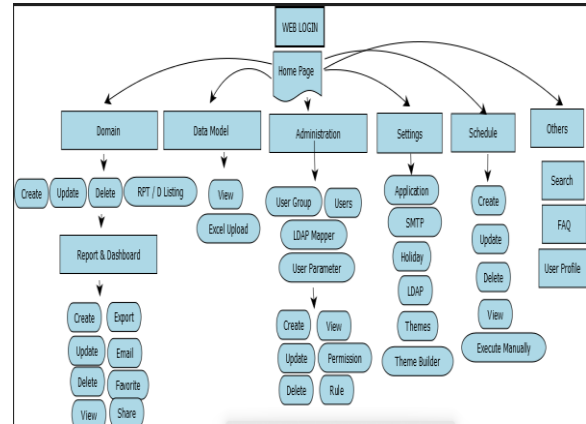 WEB LOGIN
Home Page
Domain
Data Model
Administration
Settings
Schedule
Others
Create
Update
Delete
RPT / D Listing
Report & Dashboard
Create
Export
Update
Email
Delete
Favorite
View
Share
View
Excel Upload
User Group
Users
LDAP Mapper
User Parameter
Create
View
Update
Permission
Delete
Rule
Application
SMTP
Holiday
LDAP
Themes
Theme Builder
Create
Update
Delete
View
Execute Manually
Search
FAQ
User Profile